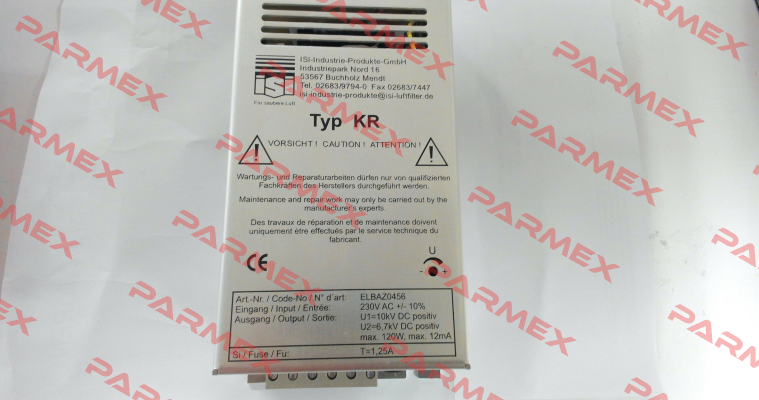 ISI-Industrie-Produkte-GmbH
Industriepark Nord 16
53567 Buchholz Mendt
Tel. 02683/9794-0 Fax 02683/7447
isi-industrie-produkte@isi-luftfilter.de
isi
Für saubere Luft
Typ KR
VORSICHT! CAUTION! ATTENTION!
Wartungs- und Reparaturarbeiten dürfen nur von qualifizierten
Fachkräften des Herstellers durchgeführt werden.
Maintenance and repair work may only be carried out by the
manufacturer's experts.
Des travaux de réparation et de maintenance doivent
uniquement être effectués par le service technique du
fabricant.
CE
U
- +
Art.-Nr. / Code-No / N° d'art: ELBAZ0456
Eingang / Input / Entrée: 230V AC +/- 10%
Ausgang / Output / Sortie: U1=10kV DC positiv
U2=6,7kV DC positiv
max. 120W, max. 12mA
Si / Fuse / Fu: T=1,25A
PARMEX
PARMEX
PARMEX
PARMEX
PARMEX
PARMEX
PARMEX
PARMEX
PARMEX
PARMEX
PARMEX
PARMEX